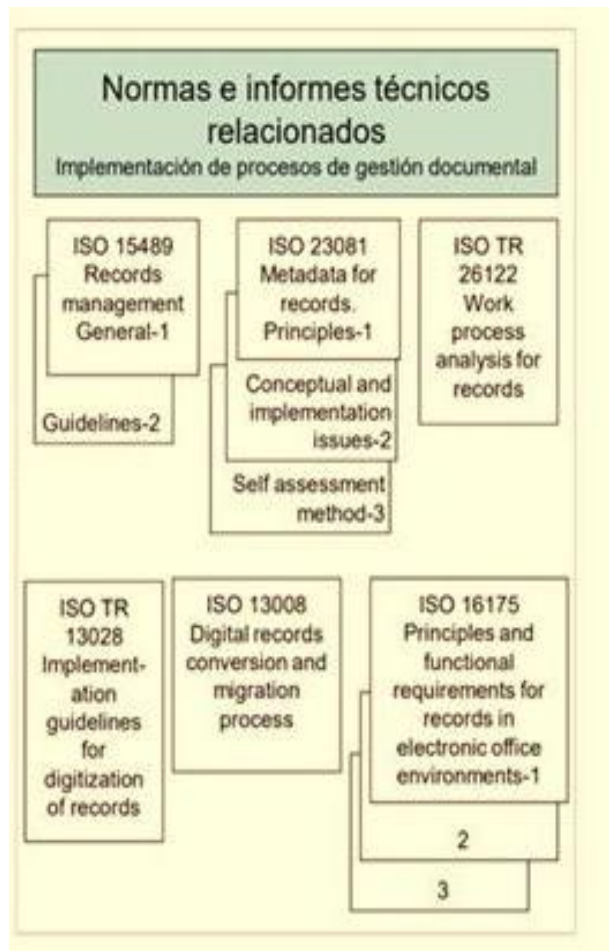 Normas e informes técnicos
relacionados
Implementación de procesos de gestión documental
ISO 15489
Records
management
General-1
Guidelines-2
ISO 23081
Metadata for
records.
Principles-1
Conceptual and
implementation
issues-2
Self assessment
method-3
ISO TR
26122
Work
process
analysis for
records
ISO TR
13028
Implement-
ation
guidelines
for
digitization
of records
ISO 13008
Digital records
conversion and
migration
process
ISO 16175
Principles and
functional
requirements for
records in
electronic office
environments-1
2
3